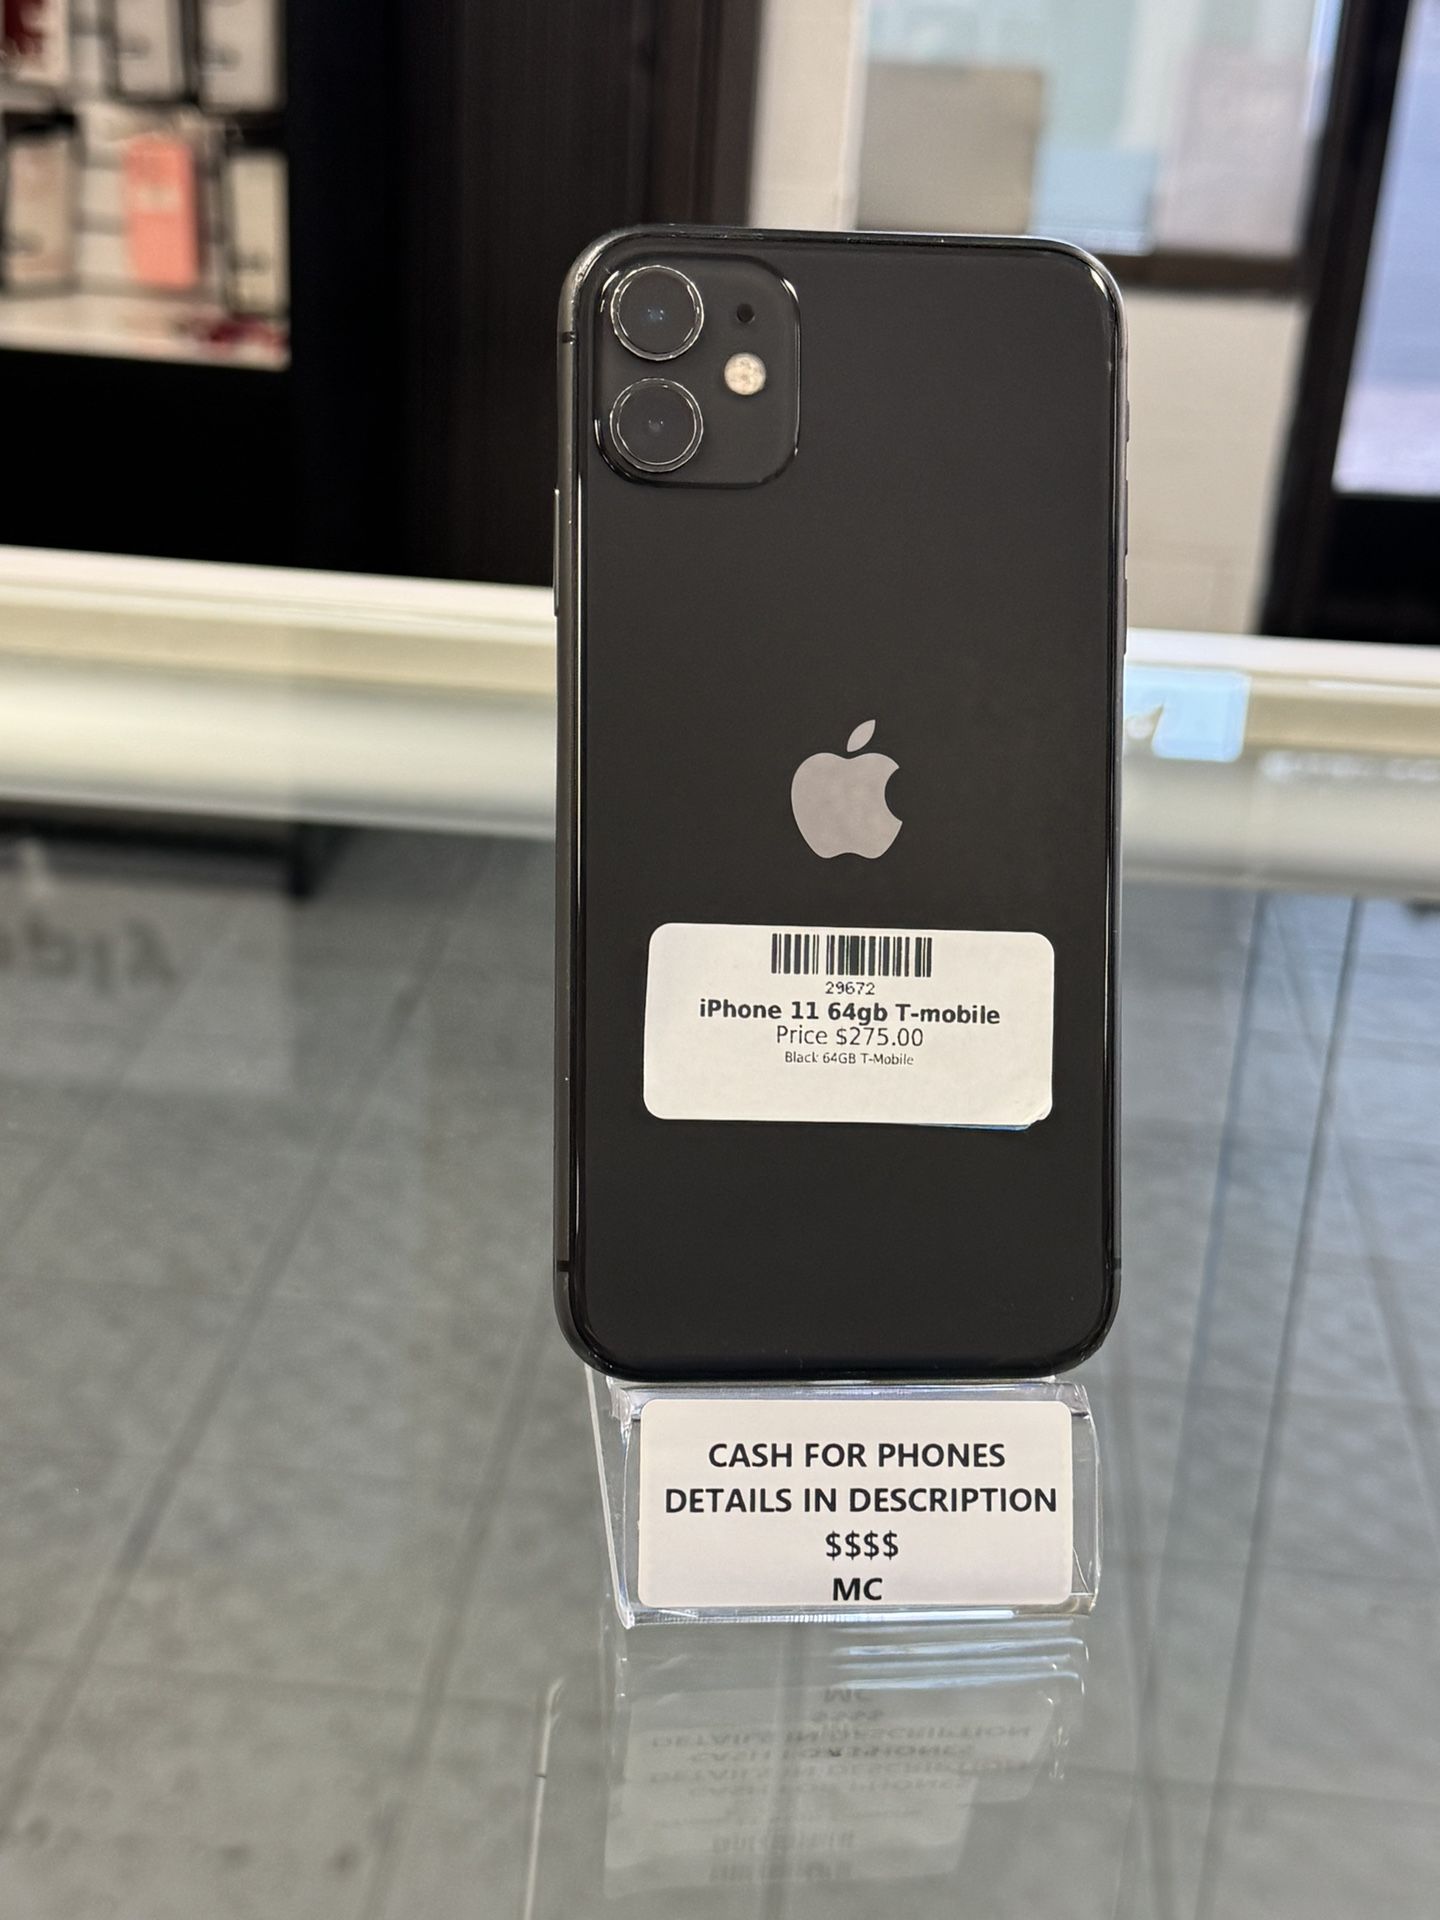 29672
iPhone 11 64gb T-mobile
Price $275.00
Black 64GB T-Mobile
CASH FOR PHONES
DETAILS IN DESCRIPTION
$$$$
MC